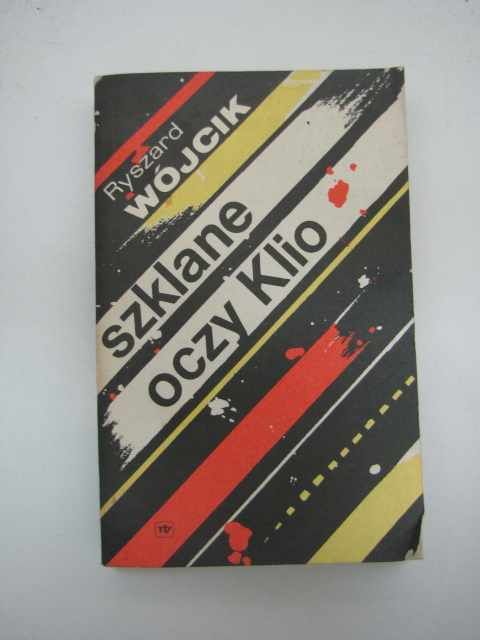 Ryszard
WÓJCIK
szklane
oczy Klio